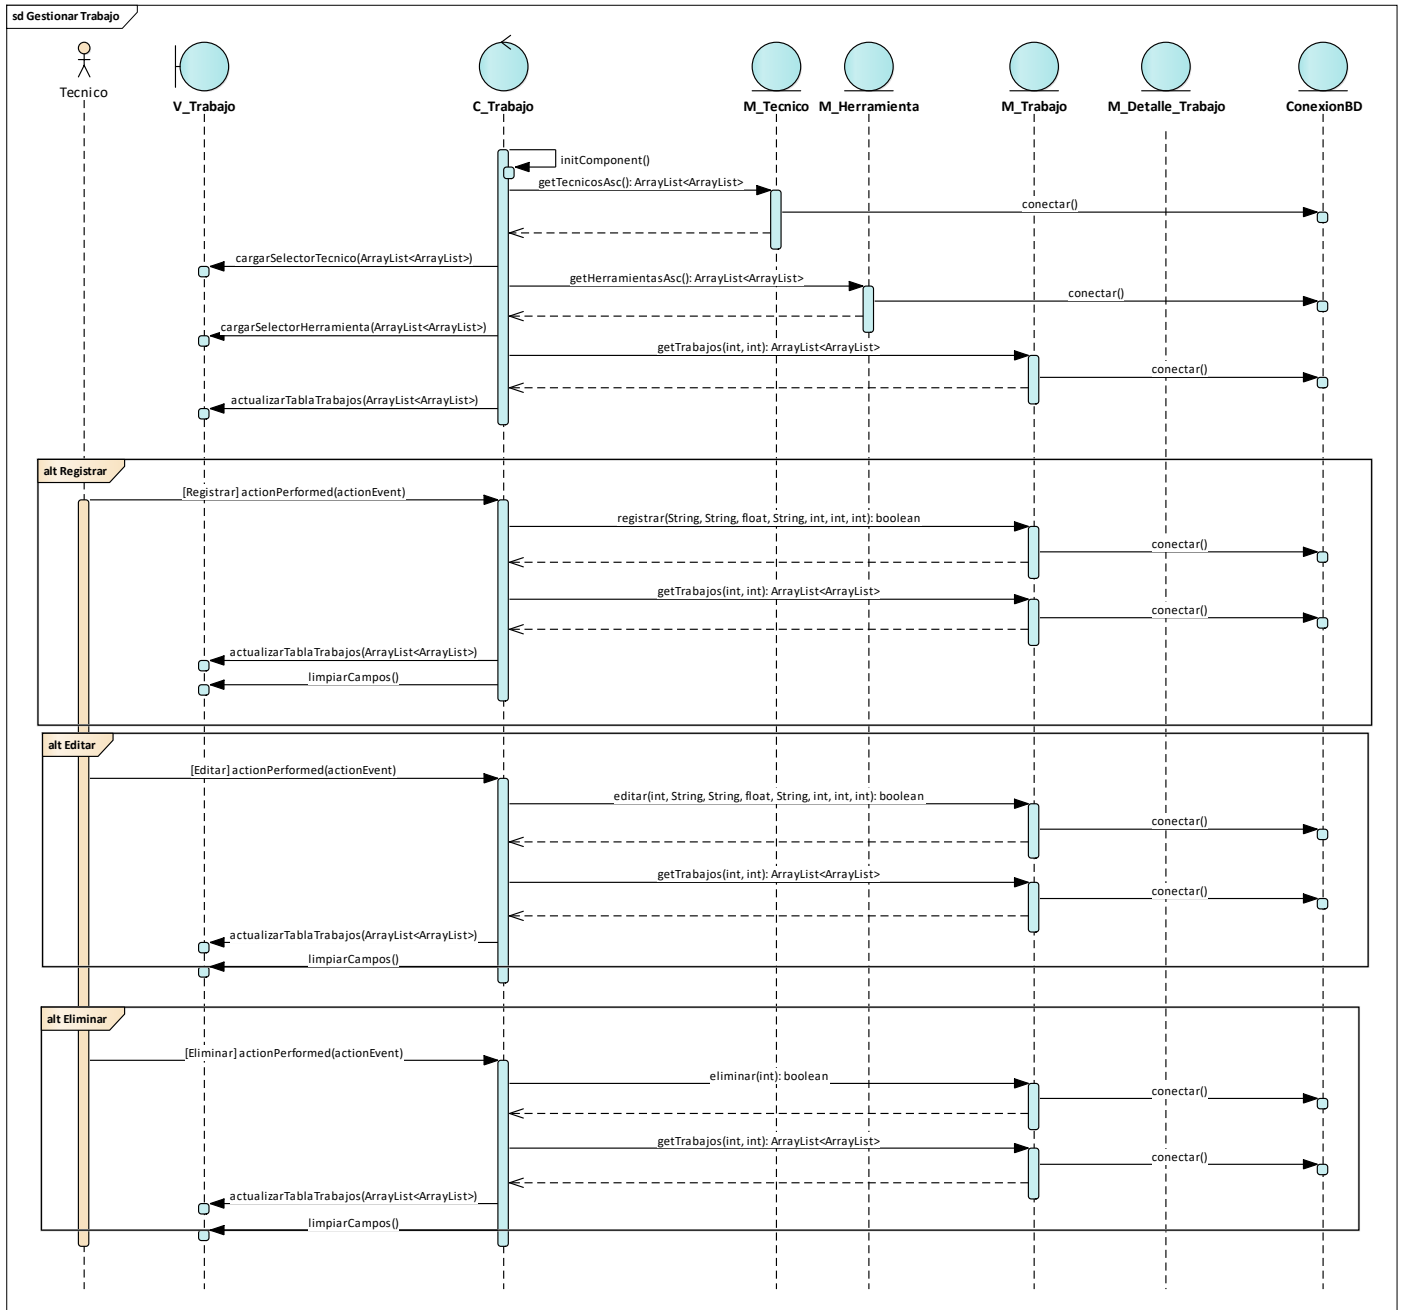 sd Gestionar Trabajo
Tecnico
V_Trabajo
C_Trabajo
M_Tecnico
M_Herramienta
M_Trabajo
M_Detalle_Trabajo
ConexionBD
initComponent()
getTecnicosAsc(): ArrayList<ArrayList>
conectar()
cargarSelectorTecnico(ArrayList<ArrayList>)
getHerramientasAsc(): ArrayList<ArrayList>
conectar()
cargarSelectorHerramienta(ArrayList<ArrayList>)
getTrabajos(int, int): ArrayList<ArrayList>
conectar()
actualizarTablaTrabajos(ArrayList<ArrayList>)
alt Registrar
[Registrar] actionPerformed(actionEvent)
registrar(String, String, float, String, int, int, int): boolean
conectar()
getTrabajos(int, int): ArrayList<ArrayList>
conectar()
actualizarTablaTrabajos(ArrayList<ArrayList>)
limpiarCampos()
alt Editar
[Editar] actionPerformed(actionEvent)
editar(int, String, String, float, String, int, int, int): boolean
conectar()
getTrabajos(int, int): ArrayList<ArrayList>
conectar()
actualizarTablaTrabajos(ArrayList<ArrayList>)
limpiarCampos()
alt Eliminar
[Eliminar] actionPerformed(actionEvent)
eliminar(int): boolean
conectar()
getTrabajos(int, int): ArrayList<ArrayList>
conectar()
actualizarTablaTrabajos(ArrayList<ArrayList>)
limpiarCampos()